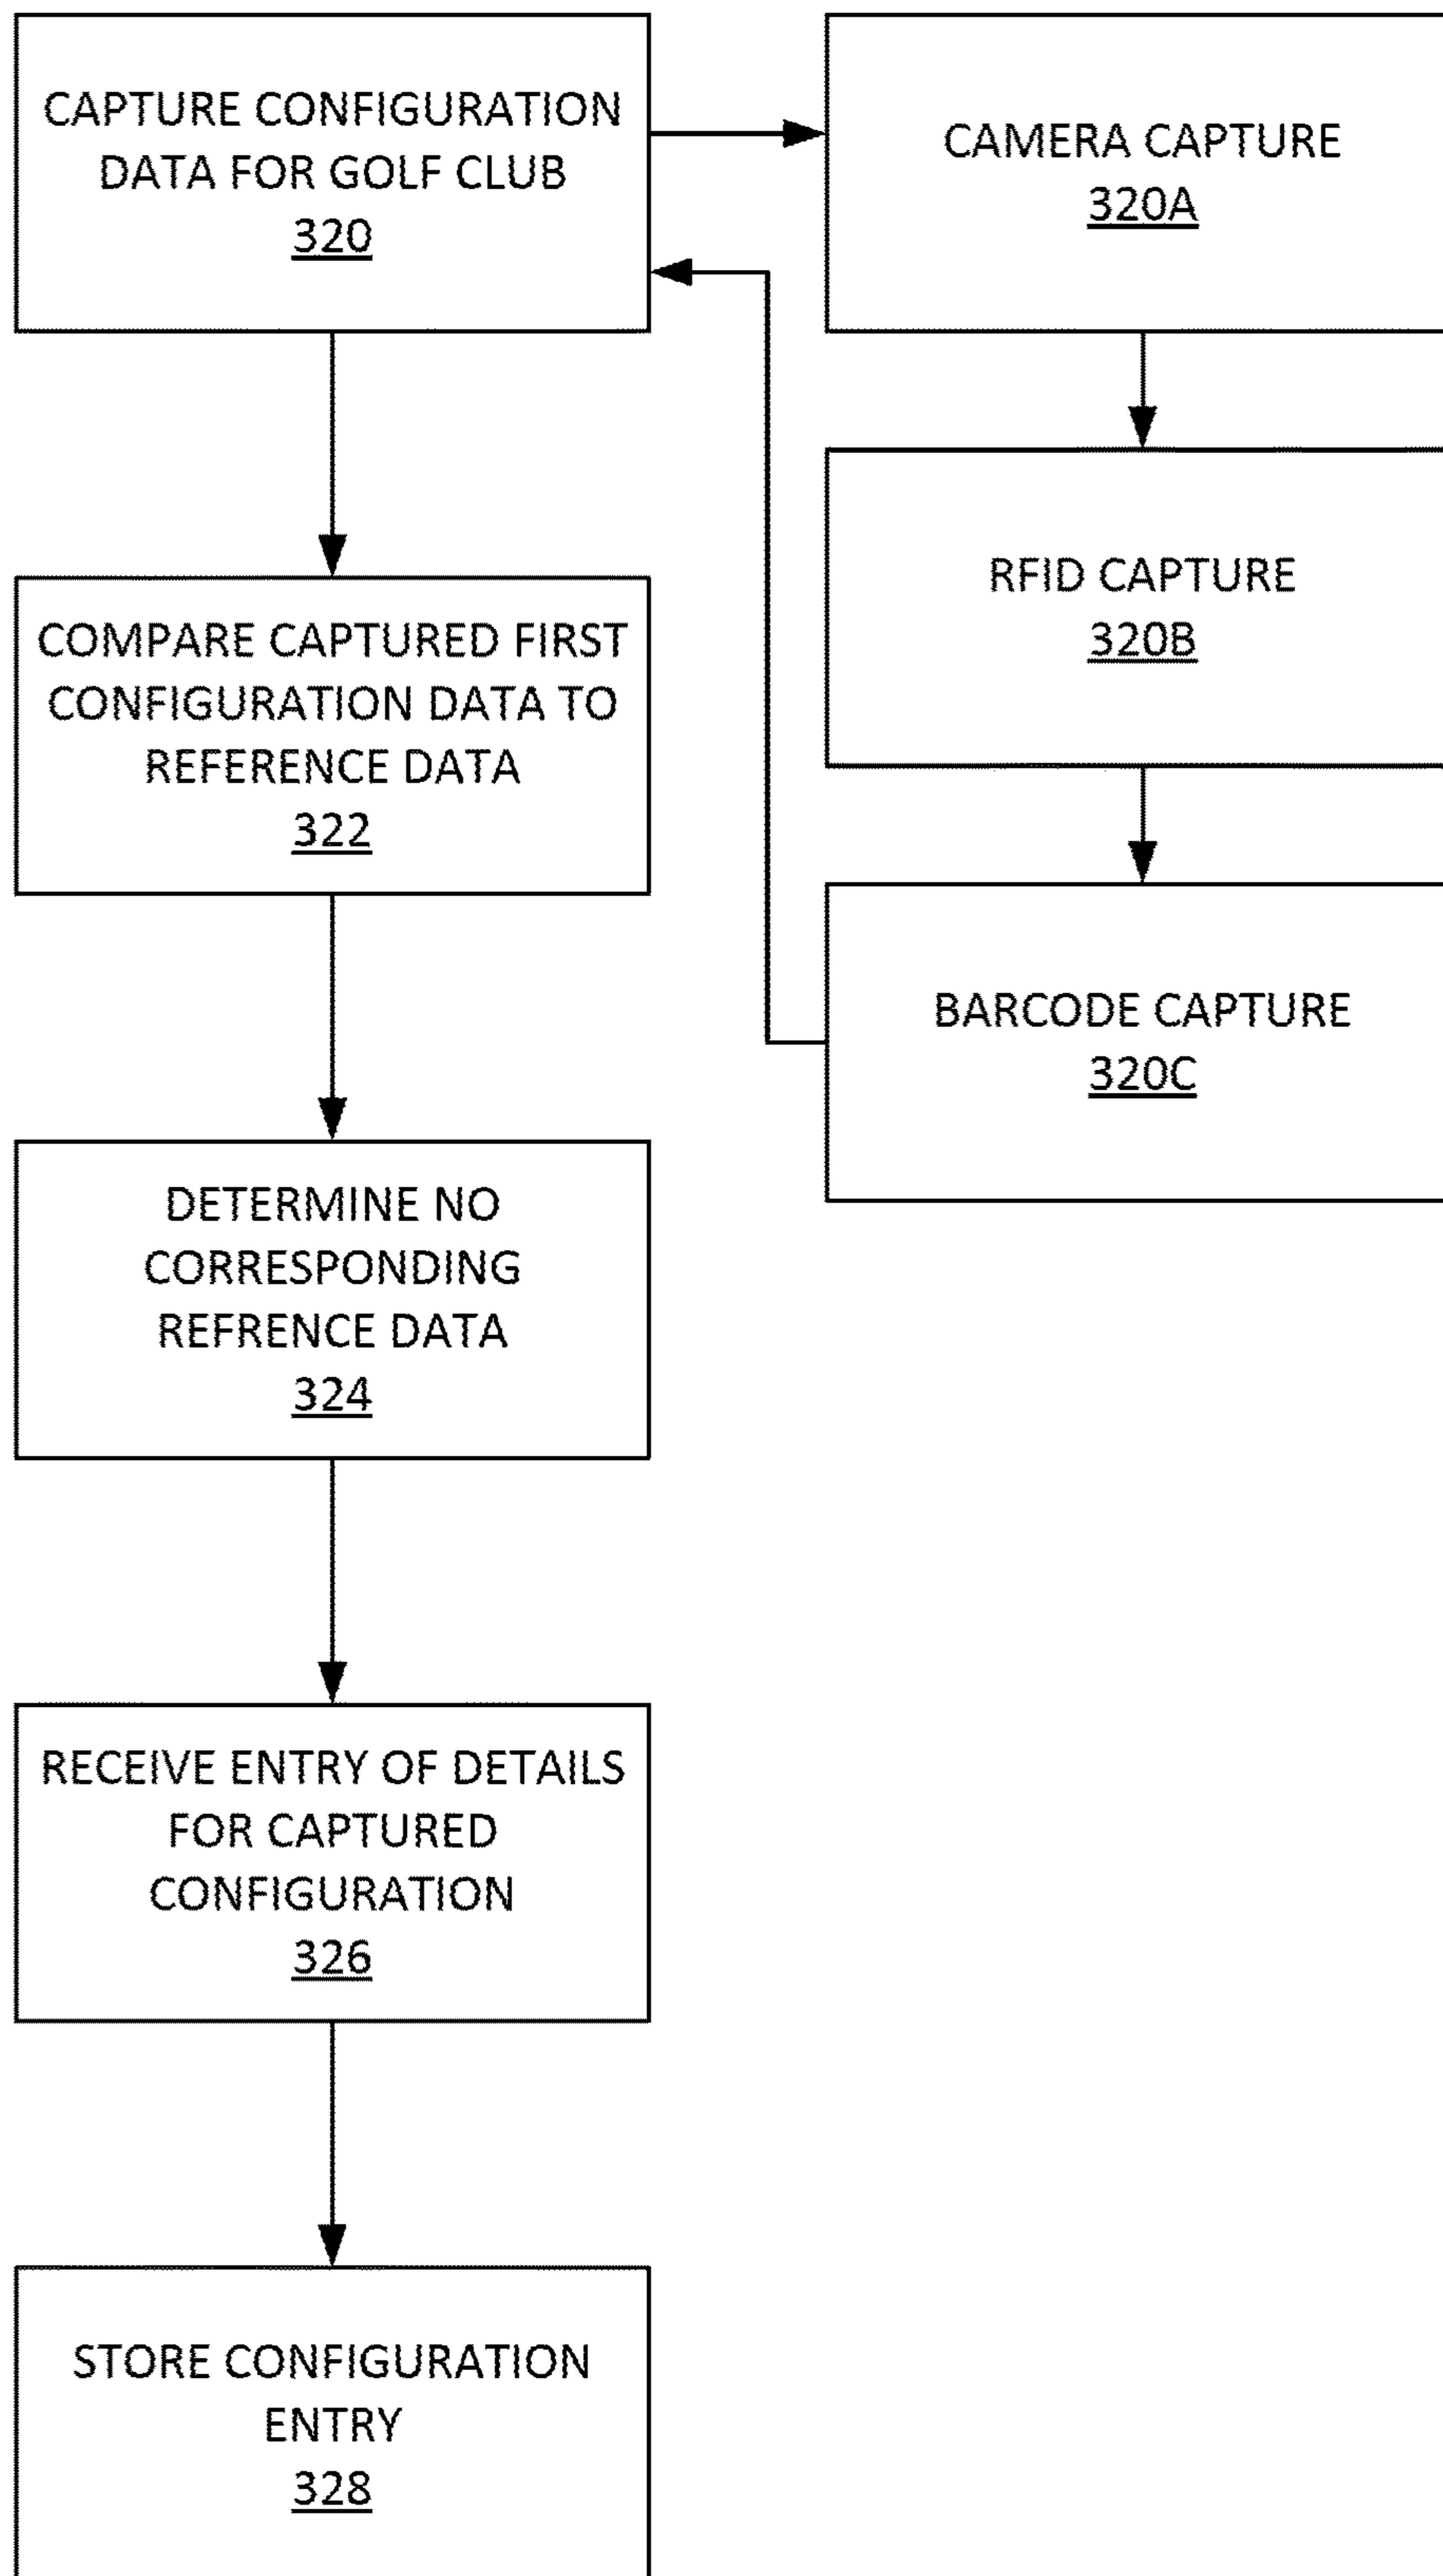 CAPTURE CONFIGURATION
DATA FOR GOLF CLUB
320
CAMERA CAPTURE
320A
RFID CAPTURE
320B
COMPARE CAPTURED FIRST
CONFIGURATION DATA TO
REFERENCE DATA
322
BARCODE CAPTURE
320C
DETERMINE NO
CORRESPONDING
REFRENCE DATA
324
RECEIVE ENTRY OF DETAILS
FOR CAPTURED
CONFIGURATION
326
STORE CONFIGURATION
ENTRY
328